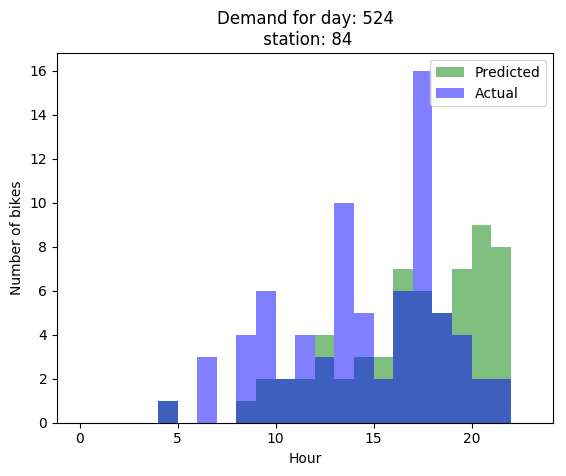 Demand for day: 524
station: 84
Predicted
Actual
Number of bikes
16
14
12
10
8
6
4
2
0
0 5 10 15 20
Hour